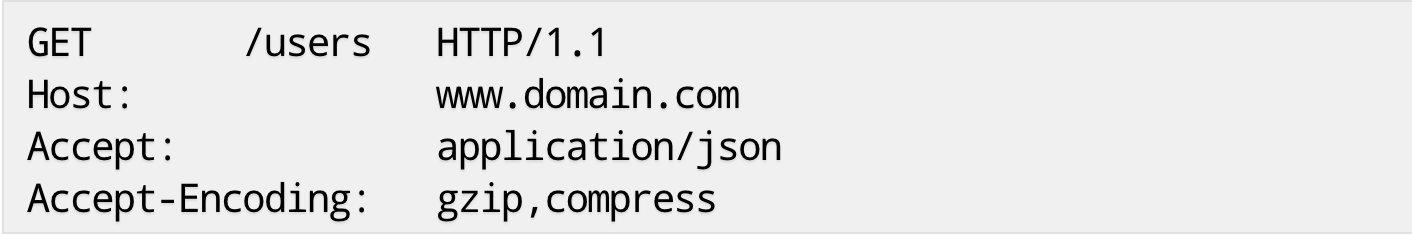 GET /users HTTP/1.1
Host: www.domain.com
Accept: application/json
Accept-Encoding: gzip,compress